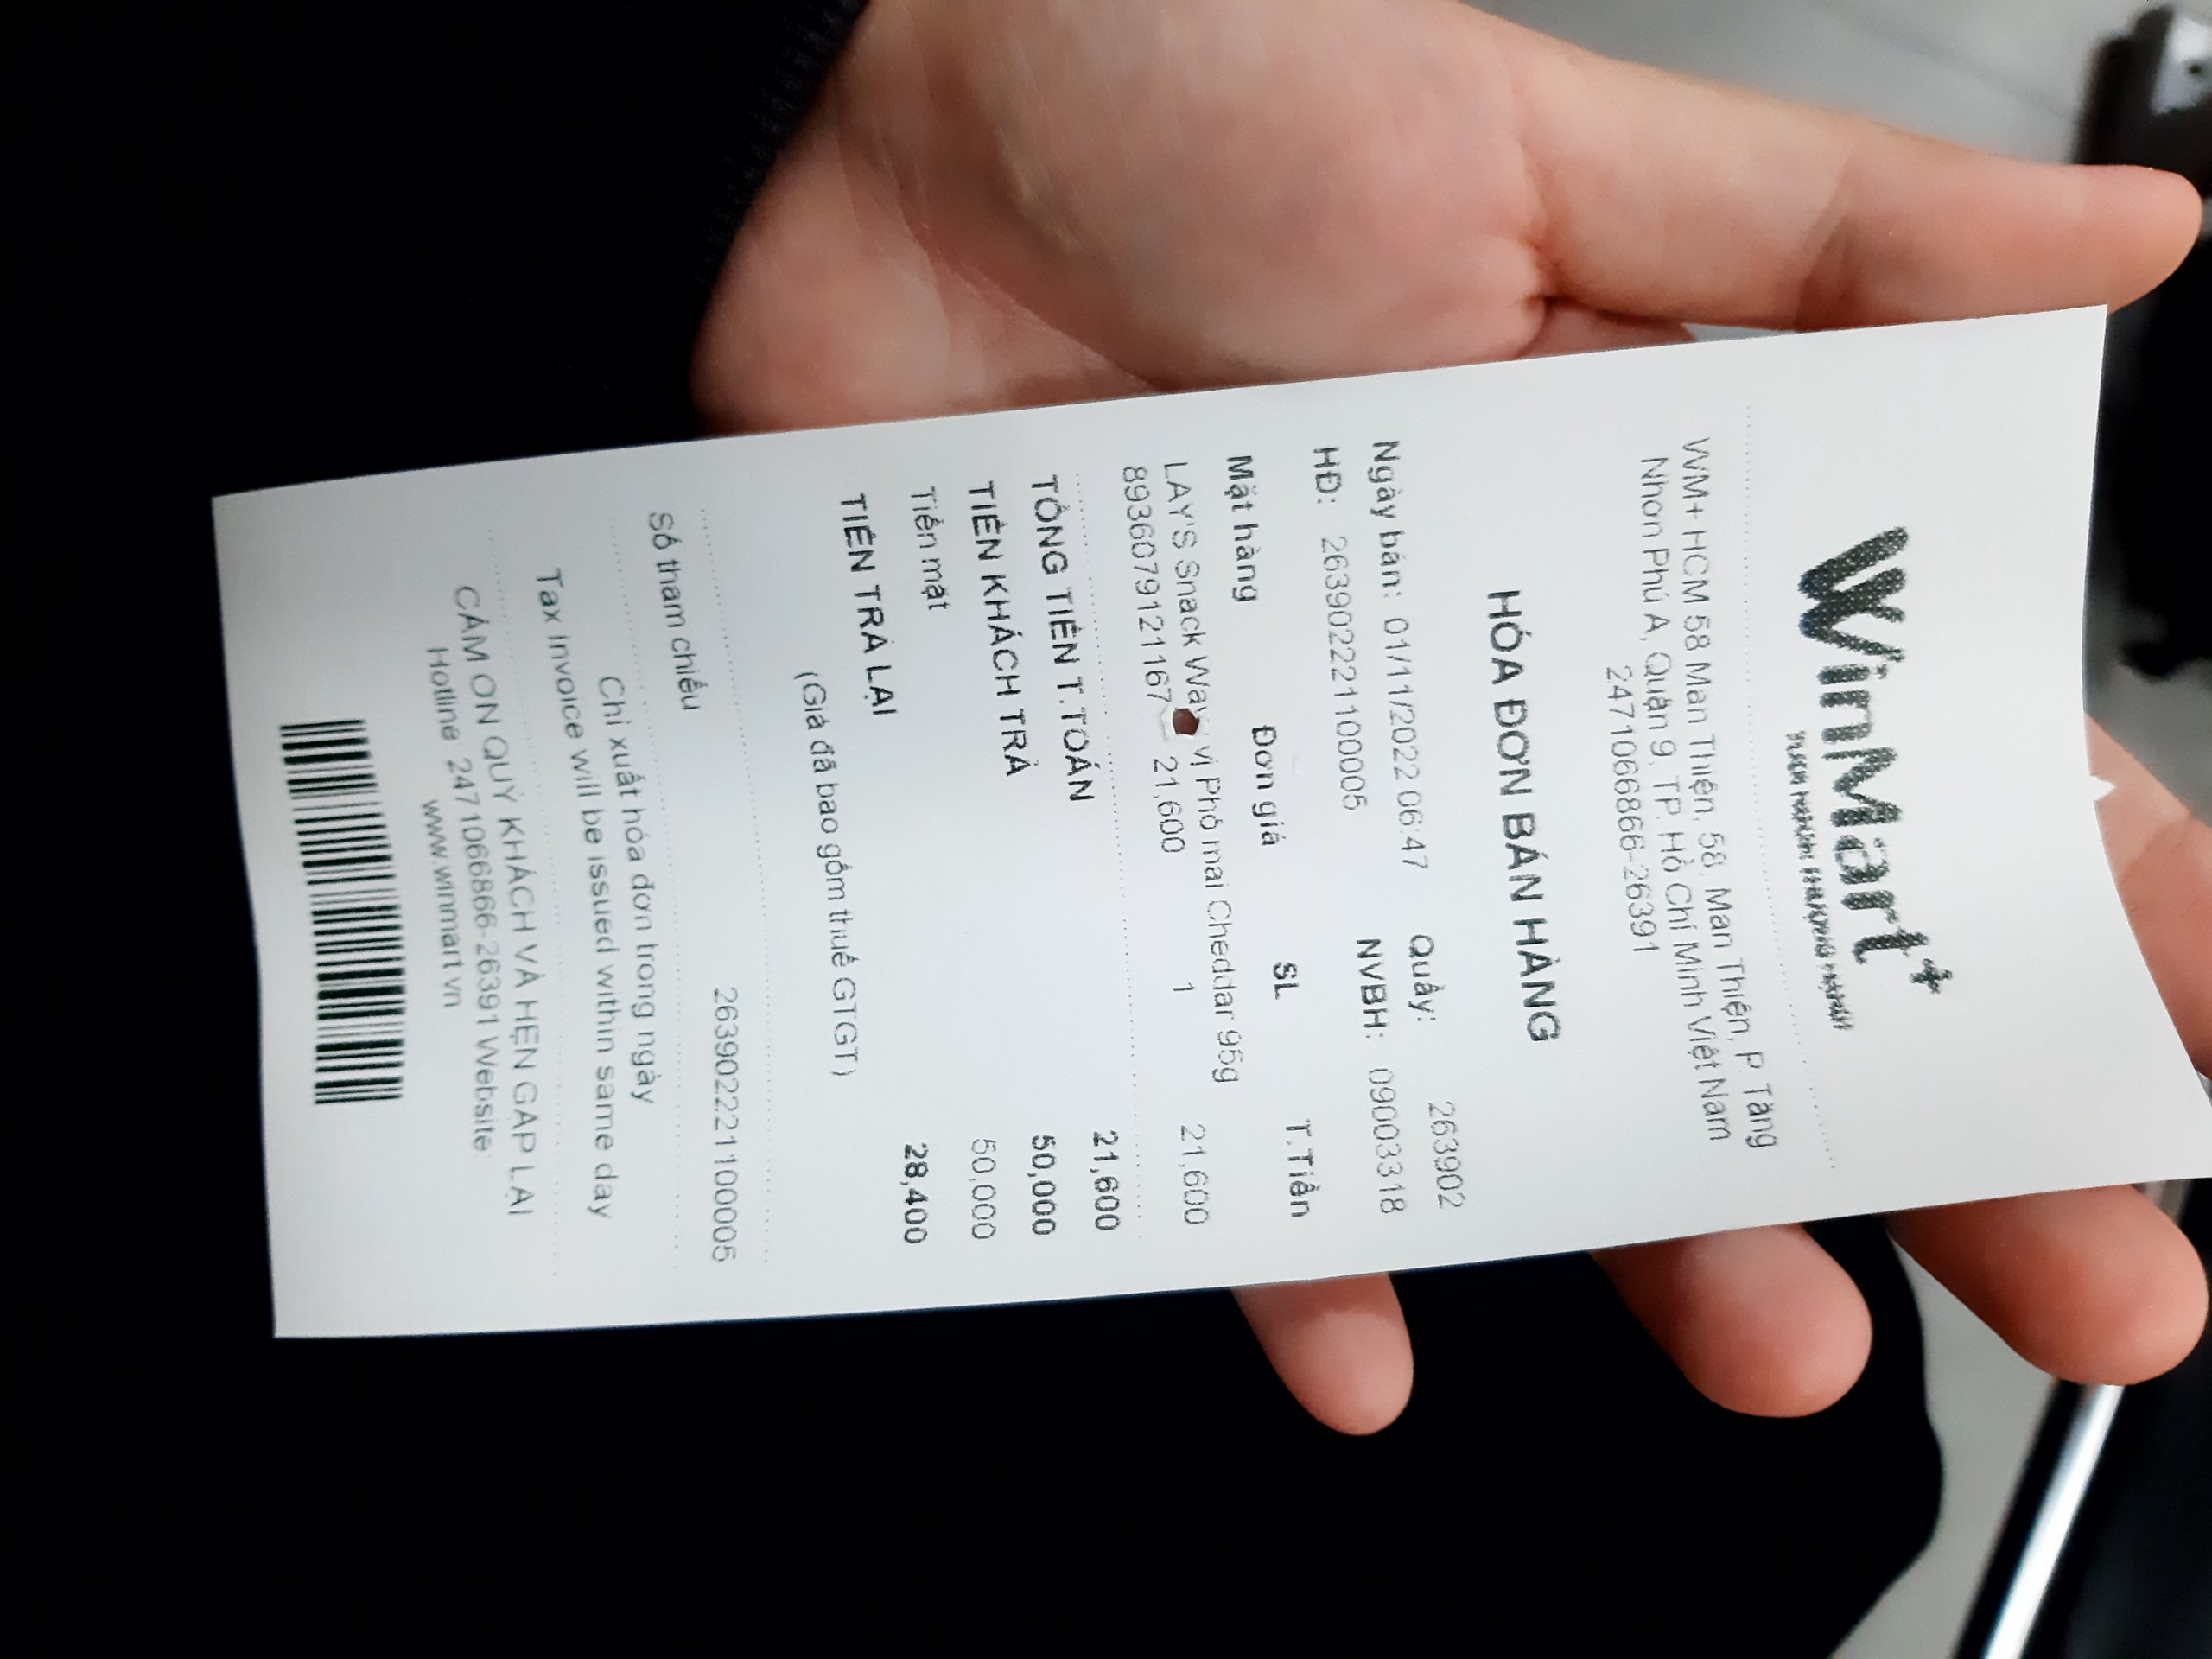 WinMart+
WM+ HCM 58 Man Thiện, 58, Man Thiện, P. Tăng
Nhơn Phú A, Quận 9, TP. Hồ Chí Minh Việt Nam
2471066866-26391
HÓA ĐƠN BÁN HÀNG
Ngày bán: 01/11/2022 06:47 Quầy: 263902
HĐ: 263902221100005 NVBH: 09003318
Mặt hàng Đơn giá SL T.Tiền
LAY'S Snack vị Phô mai Cheddar 95g
8936079121167 21,600 1 21,600
TỔNG TIỀN T.TOÁN 21,600
TIỀN KHÁCH TRẢ 50,000
Tiền mặt 50,000
TIỀN TRẢ LẠI 28,400
(Giá đã bao gồm thuế GTGT)
Số tham chiếu 263902221100005
Chỉ xuất hóa đơn trong ngày
Tax invoice will be issued within same day
CẢM ƠN QUÝ KHÁCH VÀ HẸN GẶP LẠI
Hotline: 2471066866-26391 Website:
www.winmart.vn